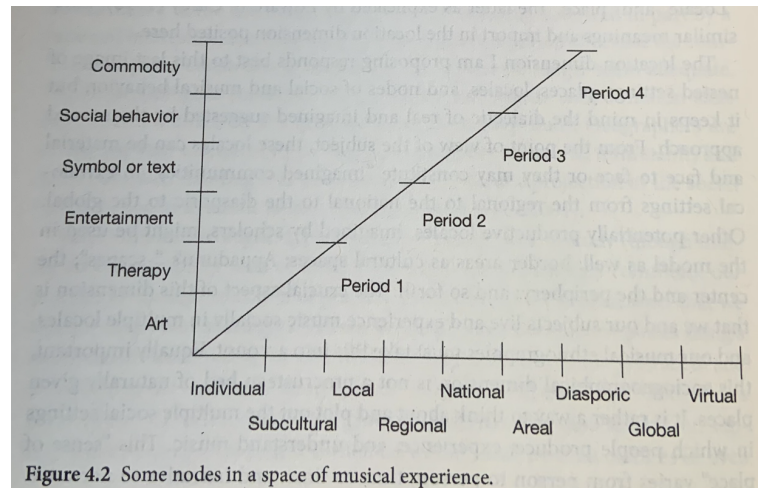 Commodity
Period 4
Social behavior
Period 3
Symbol or text
Entertainment
Period 2
Therapy
Period 1
Art
Individual Local National Diasporic Virtual
Subcultural Regional Areal Global
Figure 4.2 Some nodes in a space of musical experience.